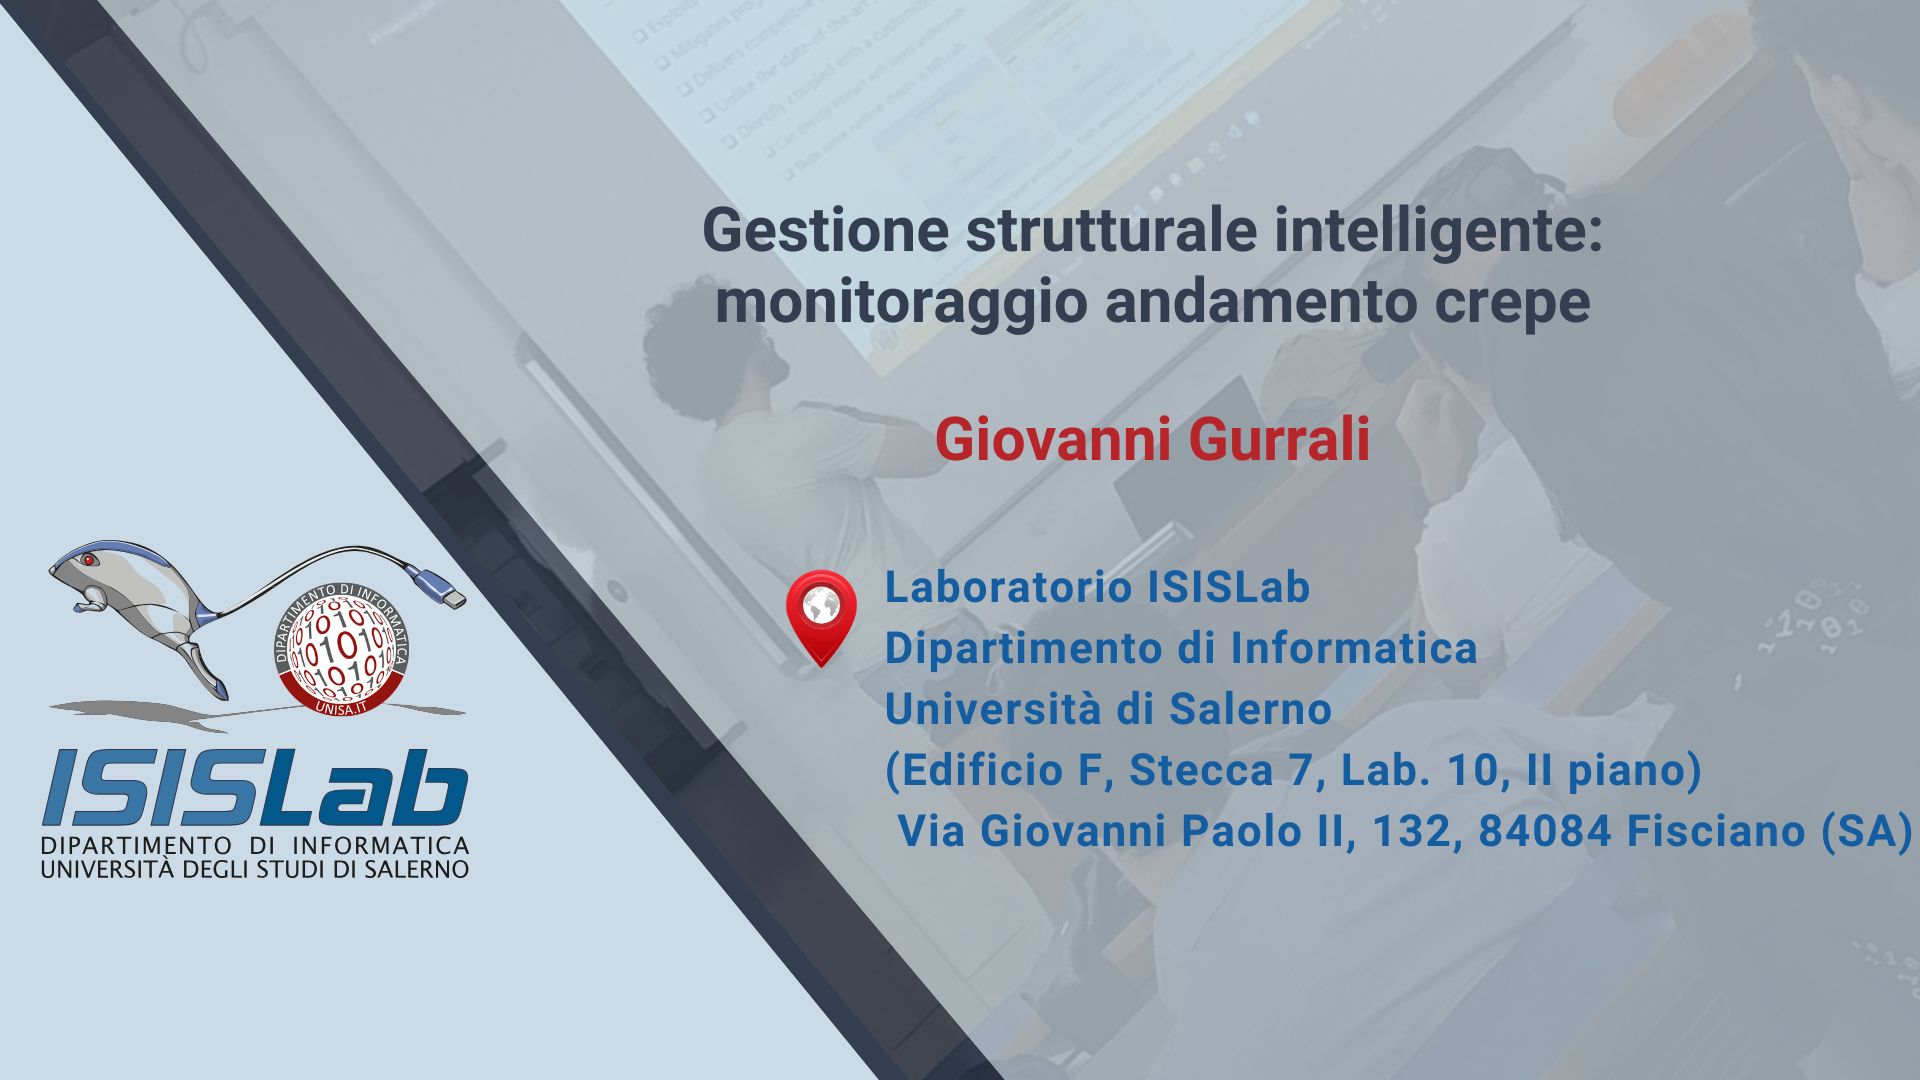 Gestione strutturale intelligente:
monitoraggio andamento crepe
Giovanni Gurrali
Laboratorio ISISLab
Dipartimento di Informatica
Università di Salerno
(Edificio F, Stecca 7, Lab. 10, II piano)
Via Giovanni Paolo II, 132, 84084 Fisciano (SA)
DIPARTIMENTO DI INFORMATICA
UNISA.IT
ISISLab
DIPARTIMENTO DI INFORMATICA
UNIVERSITÀ DEGLI STUDI DI SALERNO